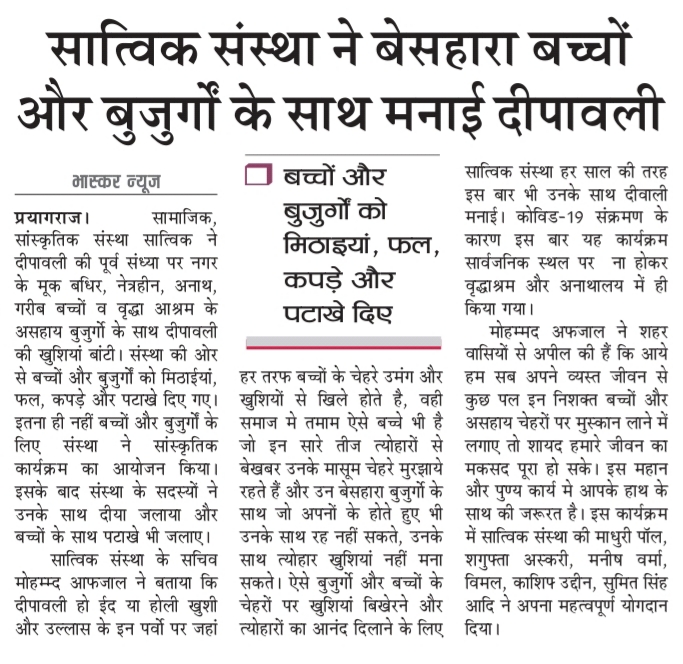 सात्विक संस्था ने बेसहारा बच्चों
और बुजुर्गों के साथ मनाई दीपावली
भास्कर न्यूज
प्रयागराज। सामाजिक,
सांस्कृतिक संस्था सात्विक ने
दीपावली की पूर्व संध्या पर नगर
के मूक बधिर, नेत्रहीन, अनाथ,
गरीब बच्चों व वृद्धा आश्रम के
असहाय बुजुर्गो के साथ दीपावली
की खुशियां बांटी। संस्था की ओर
से बच्चों और बुजुर्गों को मिठाईयां,
फल, कपड़े और पटाखे दिए गए।
इतना ही नहीं बच्चों और बुजुर्गों के
लिए संस्था ने सांस्कृतिक
कार्यक्रम का आयोजन किया।
इसके बाद संस्था के सदस्यों ने
उनके साथ दीया जलाया और
बच्चों के साथ पटाखे भी जलाए।
सात्विक संस्था के सचिव
मोहम्म्द आफजाल ने बताया कि
दीपावली हो ईद या होली खुशी
और उल्लास के इन पर्वो पर जहां
बच्चों और
बुजुर्गों को
मिठाइयां, फल,
कपड़े और
पटाखे दिए
हर तरफ बच्चों के चेहरे उमंग और
खुशियों से खिले होते है, वही
समाज मे तमाम ऐसे बच्चे भी है
जो इन सारे तीज त्योहारों से
बेखबर उनके मासूम चेहरे मुरझाये
रहते हैं और उन बेसहारा बुजुर्गो के
साथ जो अपनों के होते हुए भी
उनके साथ रह नहीं सकते, उनके
साथ त्योहार खुशियां नहीं मना
सकते। ऐसे बुजुर्गो और बच्चों के
चेहरों पर खुशियां बिखेरने और
त्योहारों का आनंद दिलाने के लिए
सात्विक संस्था हर साल की तरह
इस बार भी उनके साथ दीवाली
मनाई। कोविड-19 संक्रमण के
कारण इस बार यह कार्यक्रम
सार्वजनिक स्थल पर ना होकर
वृद्धाश्रम और अनाथालय में ही
किया गया।
मोहम्मद अफजाल ने शहर
वासियों से अपील की हैं कि आये
हम सब अपने व्यस्त जीवन से
कुछ पल इन निशक्त बच्चों और
असहाय चेहरों पर मुस्कान लाने में
लगाए तो शायद हमारे जीवन का
मकसद पूरा हो सके। इस महान
और पुण्य कार्य मे आपके हाथ के
साथ की जरूरत है। इस कार्यक्रम
में सात्विक संस्था की माधुरी पॉल,
शगुफ्ता अस्करी, मनीष वर्मा,
विमल, काशिफ उद्दीन, सुमित सिंह
आदि ने अपना महत्वपूर्ण योगदान
दिया।